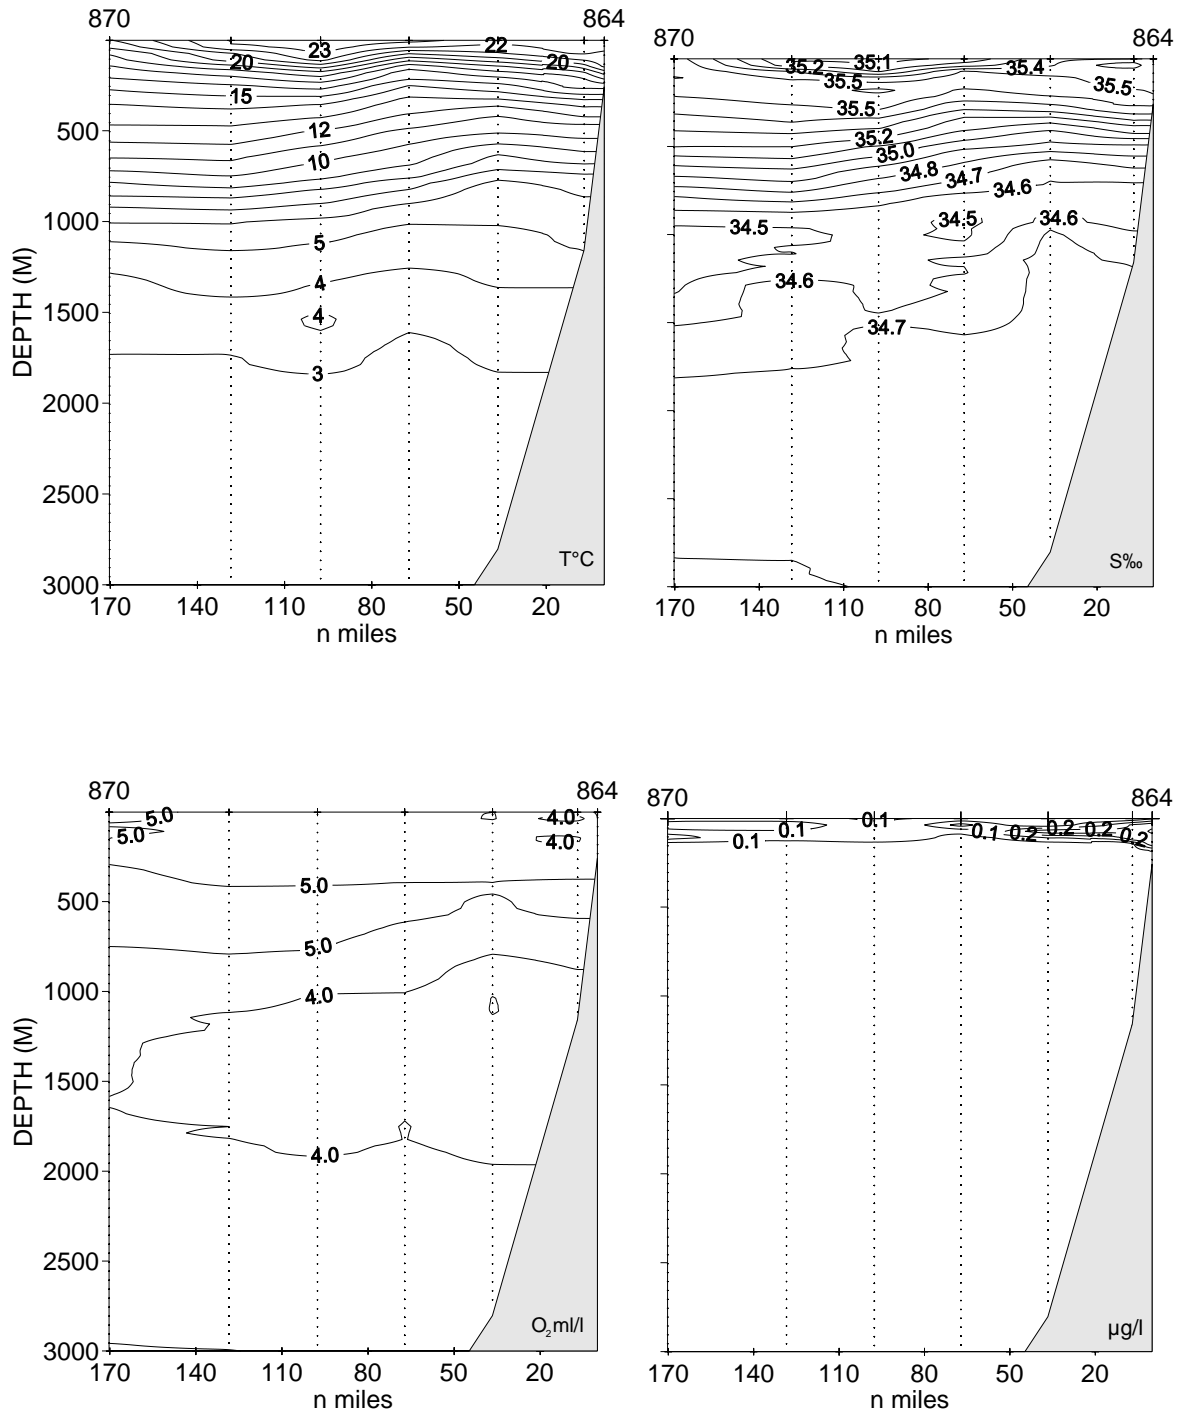 870 864
23 22
20 20
15
500
12
10
1000
5
4
1500
4
3
2000
2500
3000
DEPTH (M)
T°C
170 140 110 80 50 20
n miles
870 864
35.1
35.2 35.4
35.5 35.5
35.5
35.2
35.0
34.8
34.7
34.6
34.5 34.5 34.6
34.6
34.7
S‰
170 140 110 80 50 20
n miles
870 864
5.0 4.0
5.0 4.0
5.0
500
5.0
4.0
1000
1500
4.0
2000
2500
3000
DEPTH (M)
O₂ml/l
170 140 110 80 50 20
n miles
870 864
0.1
0.1 0.1 0.2 0.2 0.2 0.2
0.1
µg/l
170 140 110 80 50 20
n miles